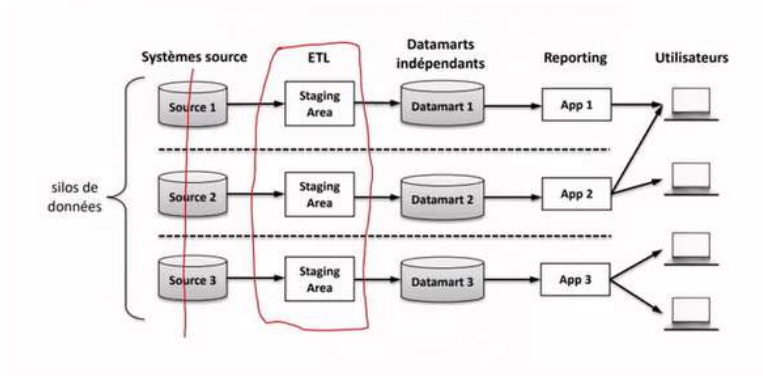 Systèmes source
ETL
Datamarts
indépendants
Reporting
Utilisateurs
silos de
données
Source 1
Staging
Area
Datamart 1
App 1
Source 2
Staging
Area
Datamart 2
App 2
Source 3
Staging
Area
Datamart 3
App 3